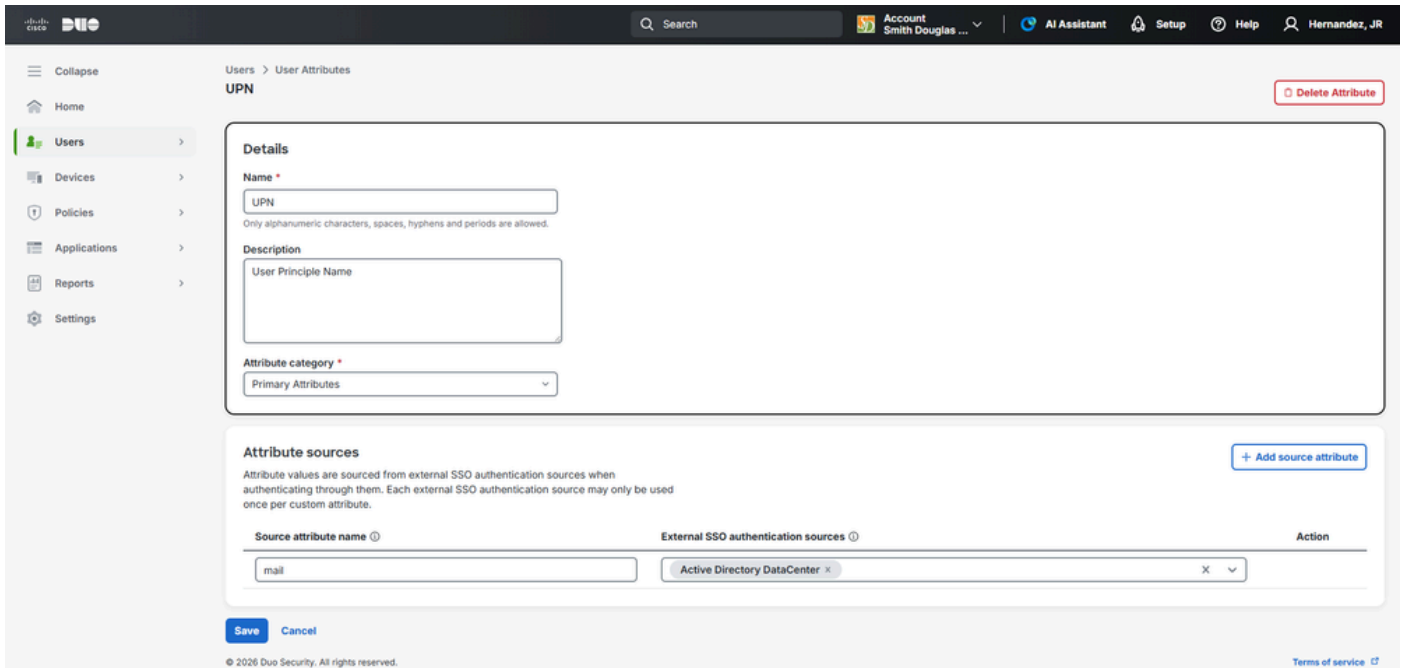 CISCO DUO
Search
Account
Smith Douglas ...
AI Assistant
Setup
Help
Hernandez, JR
Collapse
Home
Users
Devices
Policies
Applications
Reports
Settings
Users > User Attributes
UPN
Delete Attribute
Details
Name *
UPN
Only alphanumeric characters, spaces, hyphens and periods are allowed.
Description
User Principle Name
Attribute category *
Primary Attributes
Attribute sources
+ Add source attribute
Attribute values are sourced from external SSO authentication sources when
authenticating through them. Each external SSO authentication source may only be used
once per custom attribute.
Source attribute name
External SSO authentication sources
Action
mail
Active Directory DataCenter ×
Save
Cancel
© 2026 Duo Security. All rights reserved.
Terms of service